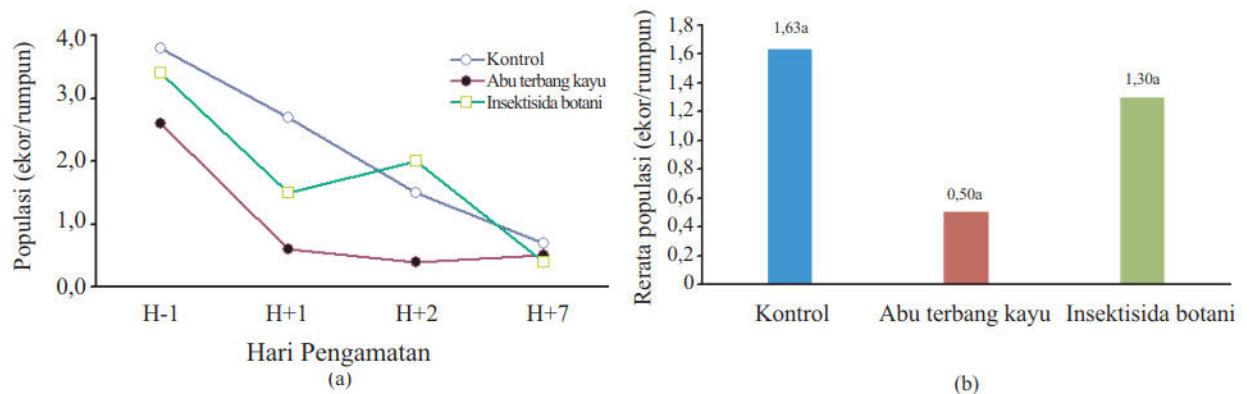 Populasi (ekor/rumpun)
4,0
3,0
2,0
1,0
0,0
Kontrol
Abu terbang kayu
Insektisida botani
H-1 H+1 H+2 H+7
Hari Pengamatan
(a)
Rerata populasi (ekor/rumpun)
1,8
1,6
1,4
1,2
1,0
0,8
0,6
0,4
0,2
0
1,63a
0,50a
1,30a
Kontrol Abu terbang kayu Insektisida botani
(b)